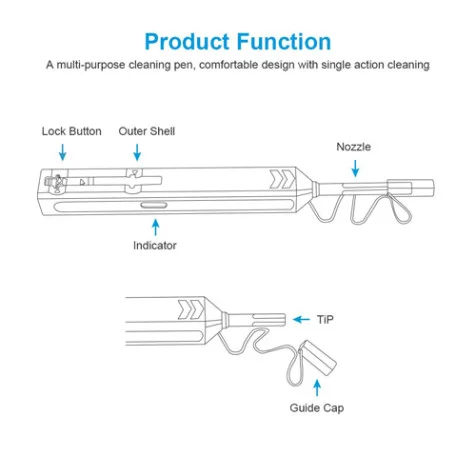 Product Function
A multi-purpose cleaning pen, comfortable design with single action cleaning
Lock Button
Outer Shell
Nozzle
Indicator
TiP
Guide Cap